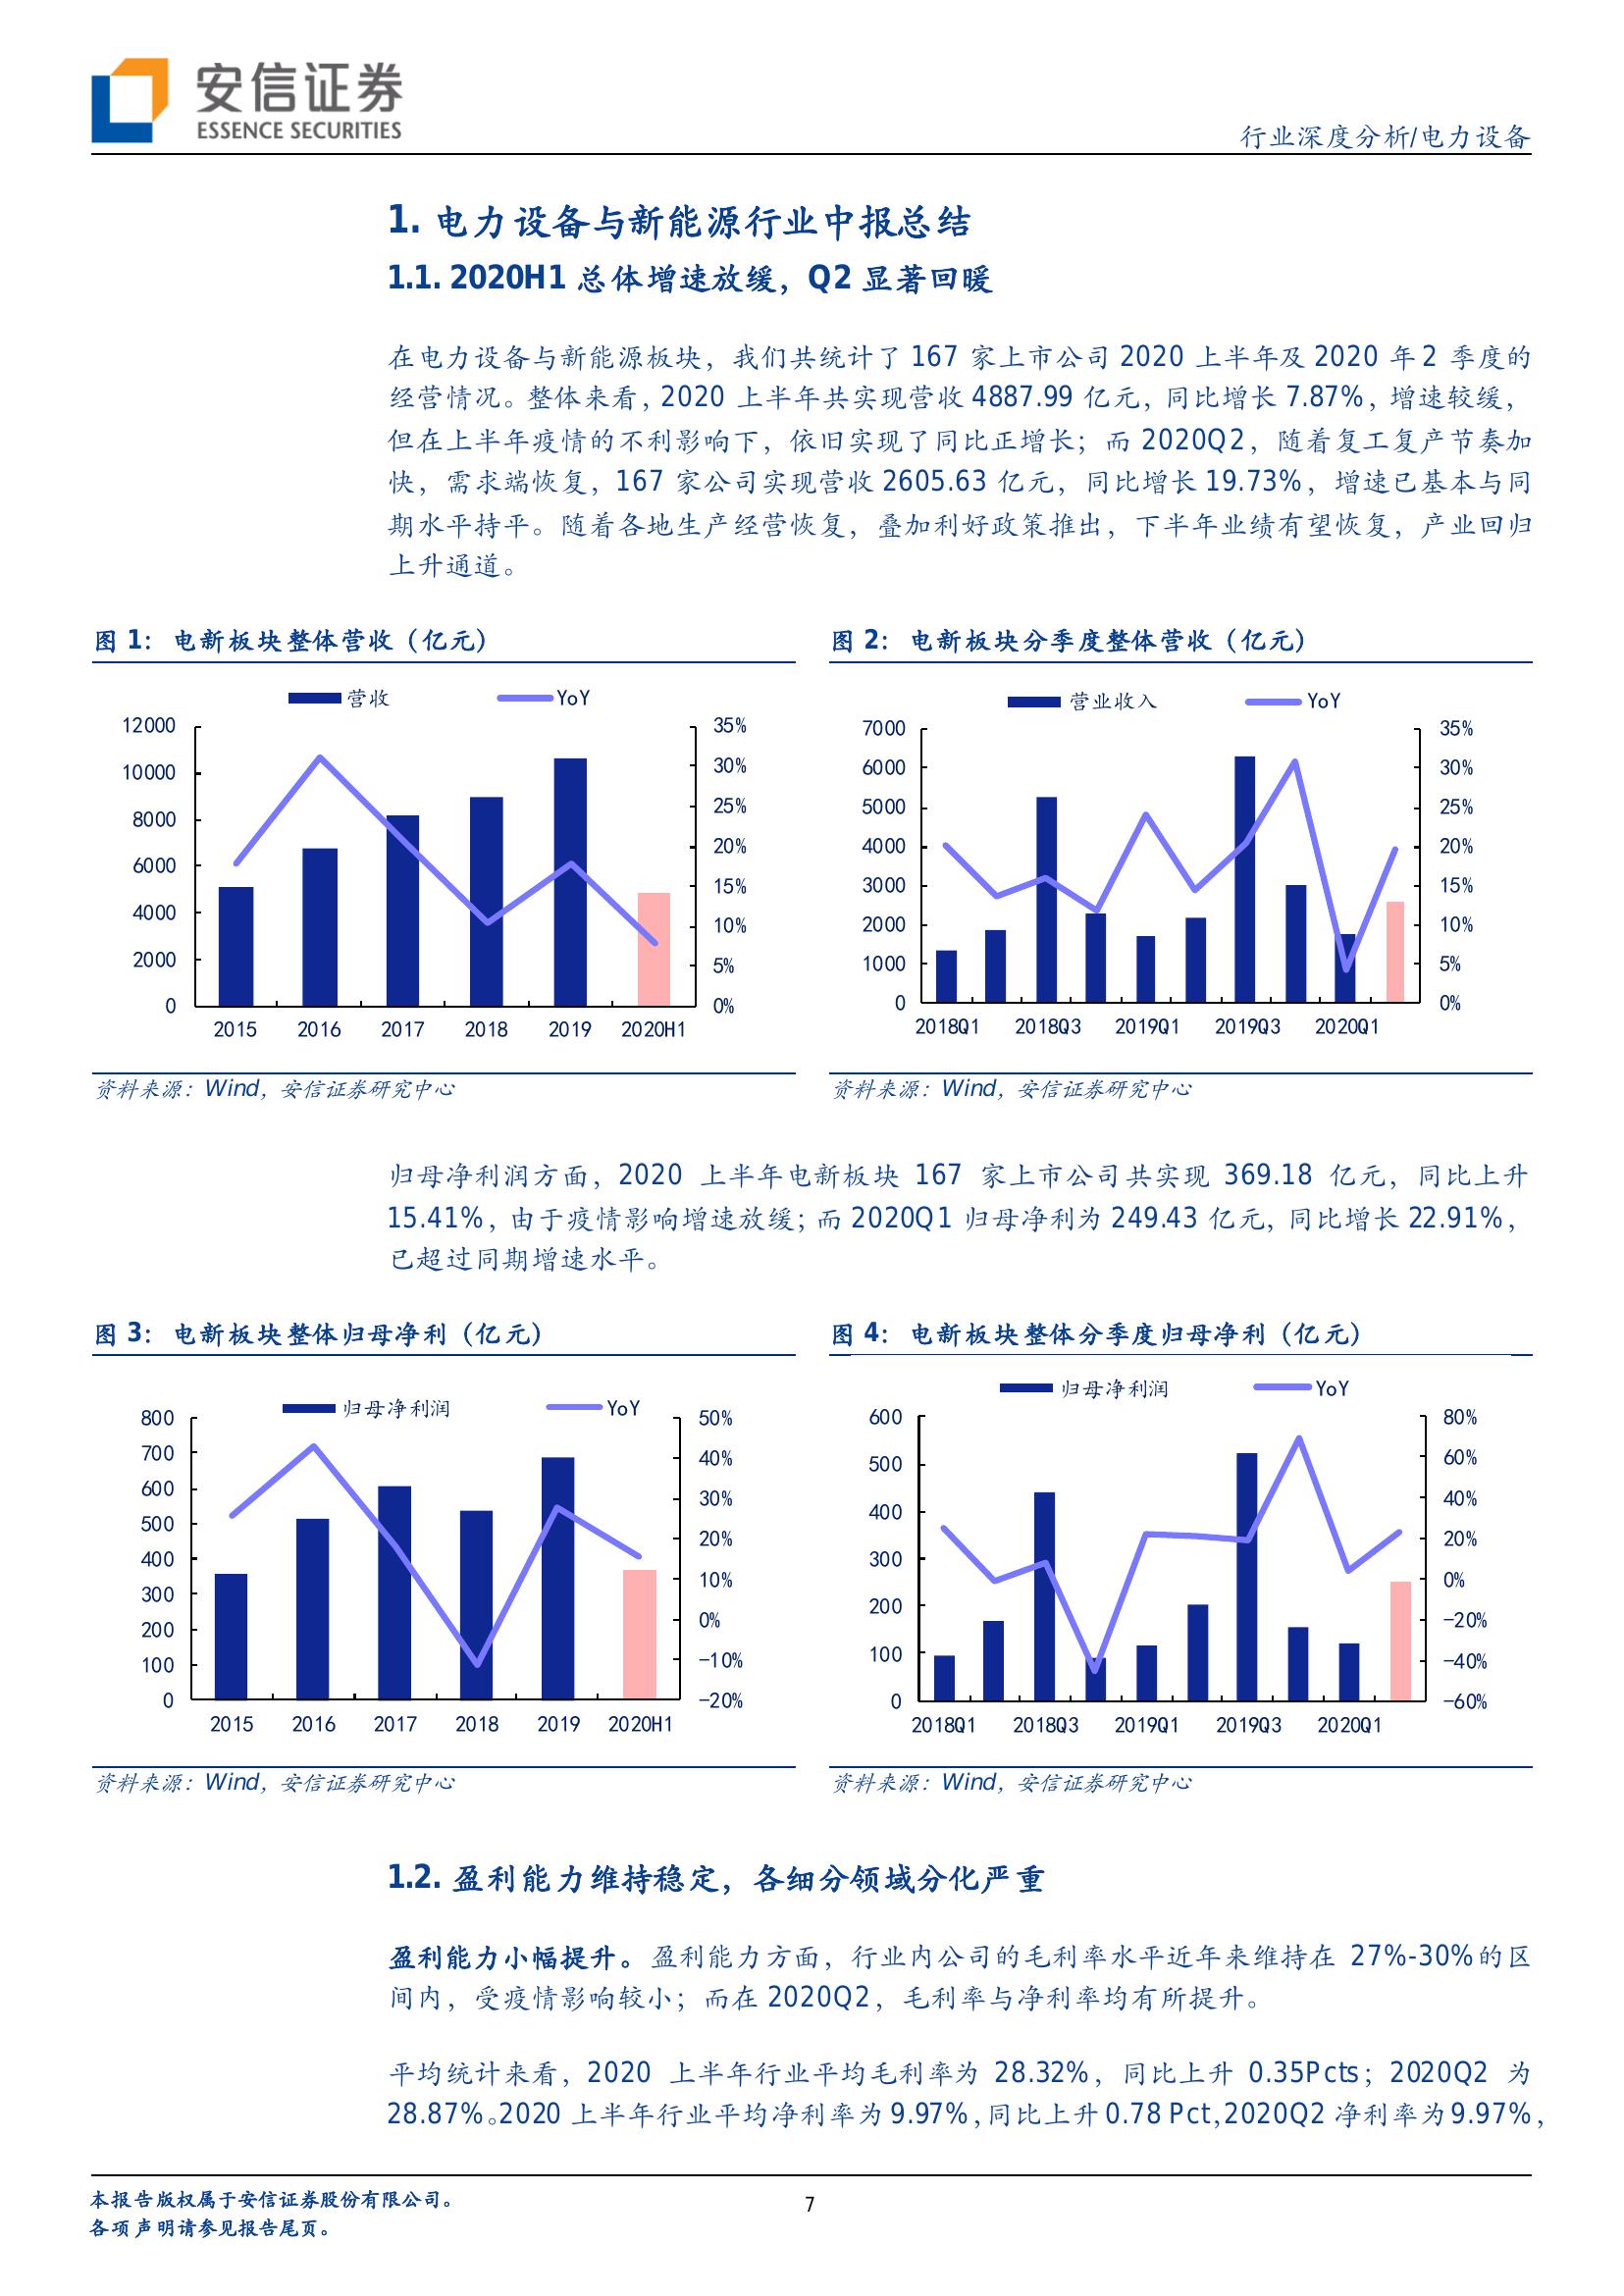 安信证券
ESSENCE SECURITIES
行业深度分析/电力设备
1. 电力设备与新能源行业中报总结
1.1. 2020H1 总体增速放缓，Q2 显著回暖
在电力设备与新能源板块，我们共统计了 167 家上市公司 2020 上半年及 2020 年 2 季度的
经营情况。整体来看，2020 上半年共实现营收 4887.99 亿元，同比增长 7.87%，增速较缓，
但在上半年疫情的不利影响下，依旧实现了同比正增长；而 2020Q2，随着复工复产节奏加
快，需求端恢复，167 家公司实现营收 2605.63 亿元，同比增长 19.73%，增速已基本与同
期水平持平。随着各地生产经营恢复，叠加利好政策推出，下半年业绩有望恢复，产业回归
上升通道。
图 1：电新板块整体营收（亿元）
营收 YoY
12000
10000
8000
6000
4000
2000
0
35%
30%
25%
20%
15%
10%
5%
0%
2015 2016 2017 2018 2019 2020H1
资料来源：Wind，安信证券研究中心
图 2：电新板块分季度整体营收（亿元）
营业收入 YoY
7000
6000
5000
4000
3000
2000
1000
0
35%
30%
25%
20%
15%
10%
5%
0%
2018Q1 2018Q3 2019Q1 2019Q3 2020Q1
资料来源：Wind，安信证券研究中心
归母净利润方面，2020 上半年电新板块 167 家上市公司共实现 369.18 亿元，同比上升
15.41%，由于疫情影响增速放缓；而 2020Q1 归母净利为 249.43 亿元，同比增长 22.91%，
已超过同期增速水平。
图 3：电新板块整体归母净利（亿元）
归母净利润 YoY
800
700
600
500
400
300
200
100
0
50%
40%
30%
20%
10%
0%
-10%
-20%
2015 2016 2017 2018 2019 2020H1
资料来源：Wind，安信证券研究中心
图 4：电新板块整体分季度归母净利（亿元）
归母净利润 YoY
600
500
400
300
200
100
0
80%
60%
40%
20%
0%
-20%
-40%
-60%
2018Q1 2018Q3 2019Q1 2019Q3 2020Q1
资料来源：Wind，安信证券研究中心
1.2. 盈利能力维持稳定，各细分领域分化严重
盈利能力小幅提升。盈利能力方面，行业内公司的毛利率水平近年来维持在 27%-30%的区
间内，受疫情影响较小；而在 2020Q2，毛利率与净利率均有所提升。
平均统计来看，2020 上半年行业平均毛利率为 28.32%，同比上升 0.35Pcts；2020Q2 为
28.87%。2020 上半年行业平均净利率为 9.97%，同比上升 0.78 Pct，2020Q2 净利率为 9.97%，
本报告版权属于安信证券股份有限公司。
各项声明请参见报告尾页。
7